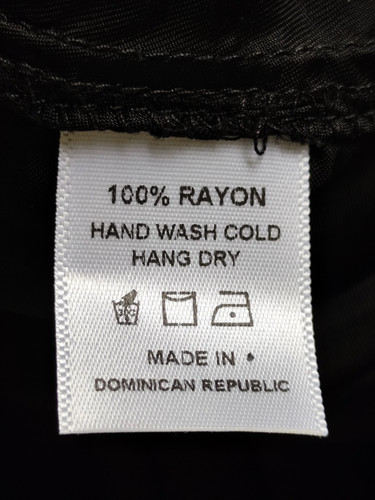 100% RAYON
HAND WASH COLD
HANG DRY
MADE IN
DOMINICAN REPUBLIC